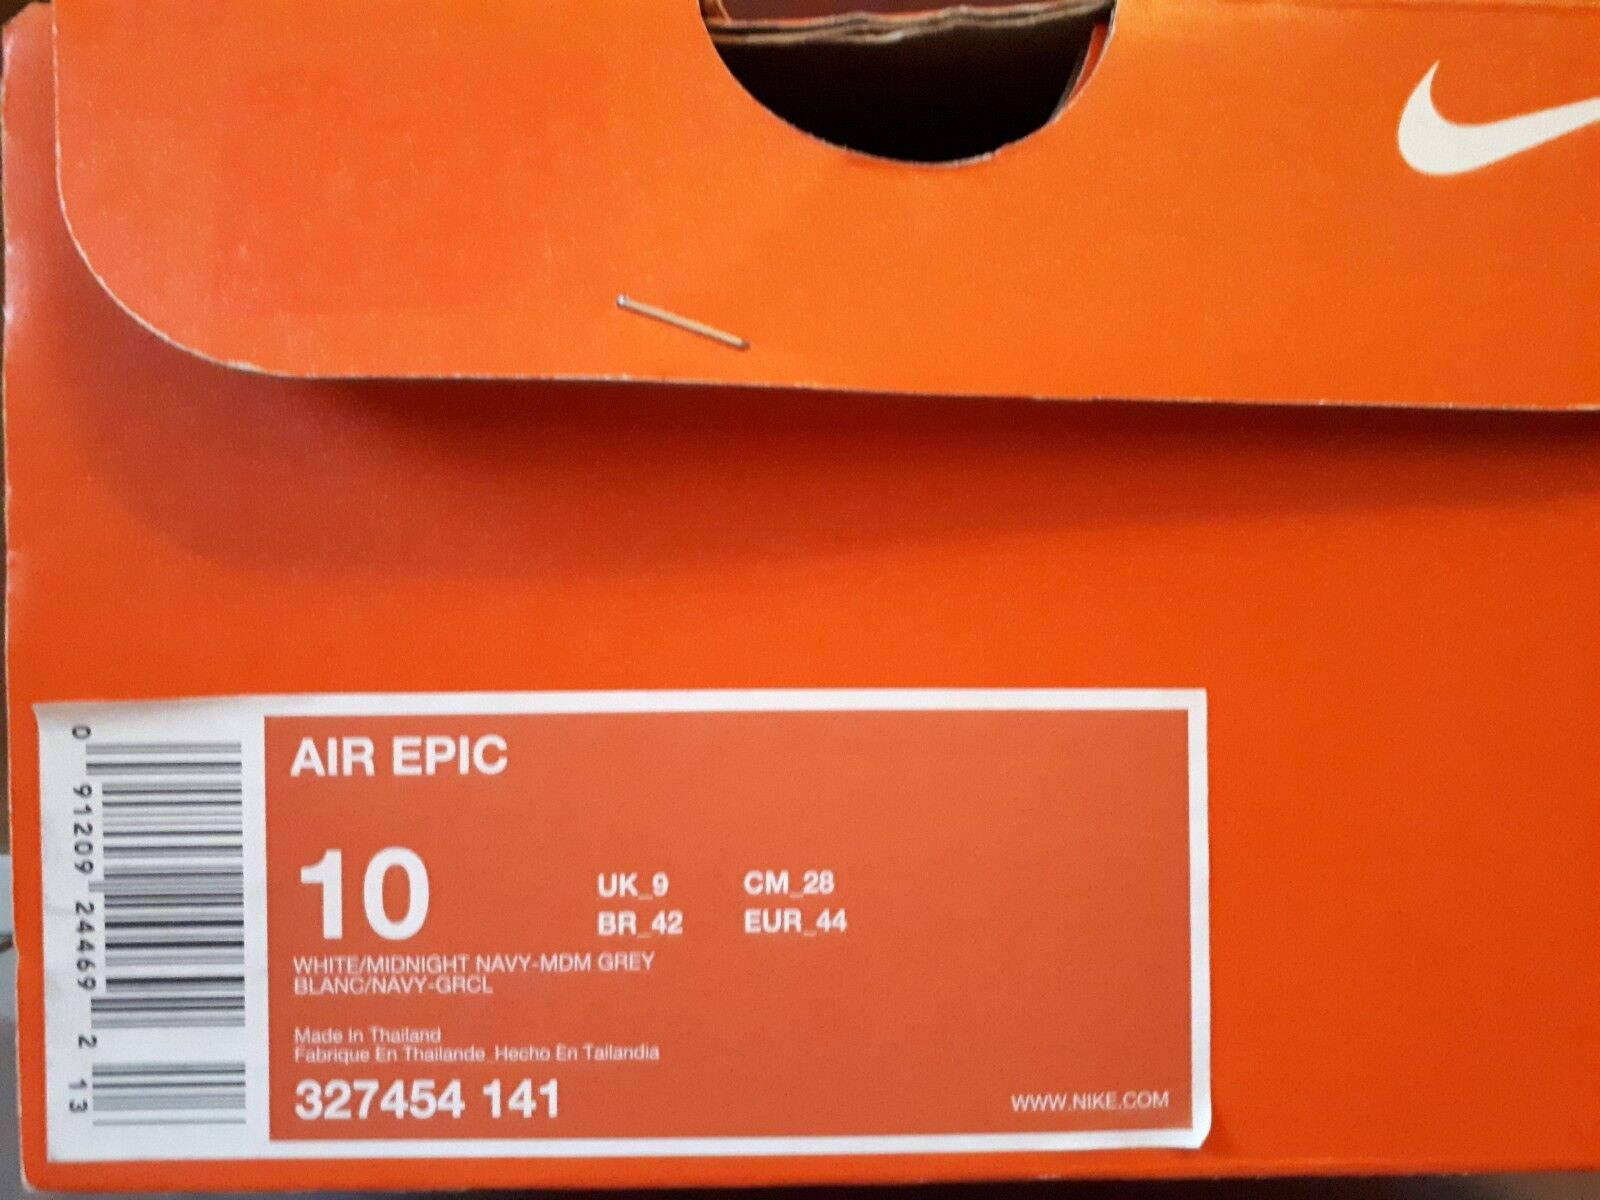 AIR EPIC
10
UK_9 CM_28
BR_42 EUR_44
WHITE/MIDNIGHT NAVY-MDM GREY
BLANC/NAVY-GRCL
Made In Thailand
Fabrique En Thailande_Hecho En Tailandia
327454 141
WWW.NIKE.COM
0 91209 24469 2 13